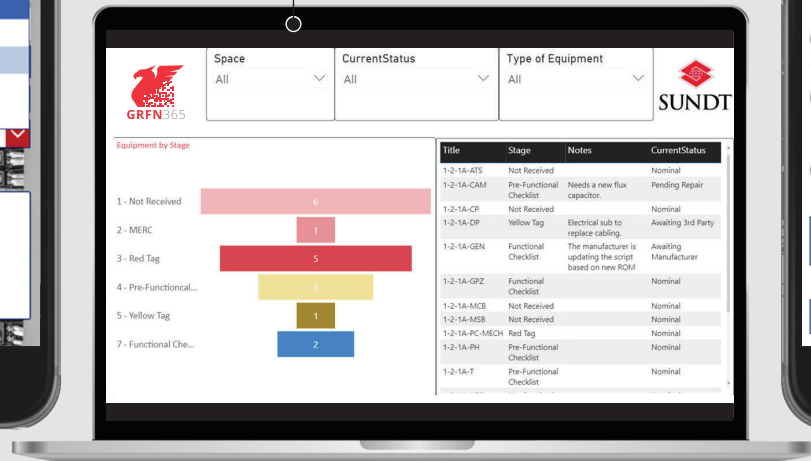 Space
CurrentStatus
Type of Equipment
All
All
All
GRFN365
SUNDT
Equipment by Stage
1 - Not Received
6
2 - MERC
1
3 - Red Tag
5
4 - Pre-Functioncal...
3
5 - Yellow Tag
1
7 - Functional Che...
2
Title Stage Notes CurrentStatus
1-2-1A-ATS Not Received Nominal
1-2-1A-CAM Pre-Functional Needs a new flux Pending Repair
Checklist capacitor.
1-2-1A-CP Not Received Nominal
1-2-1A-DP Yellow Tag Electrical sub to Awaiting 3rd Party
replace cabling.
1-2-1A-GEN Functional The manufacturer is Awaiting
Checklist updating the script Manufacturer
based on new ROM
1-2-1A-GPZ Functional Nominal
Checklist
1-2-1A-MCB Not Received Nominal
1-2-1A-MSB Not Received Nominal
1-2-1A-PC-MECH Red Tag Nominal
1-2-1A-PH Pre-Functional Nominal
Checklist
1-2-1A-T Pre-Functional Nominal
Checklist